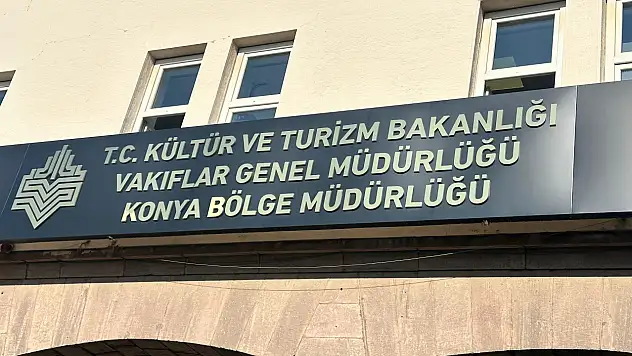 T.C. KÜLTÜR VE TURİZM BAKANLIĞI
VAKIFLAR GENEL MÜDÜRLÜĞÜ
KONYA BÖLGE MÜDÜRLÜĞÜ